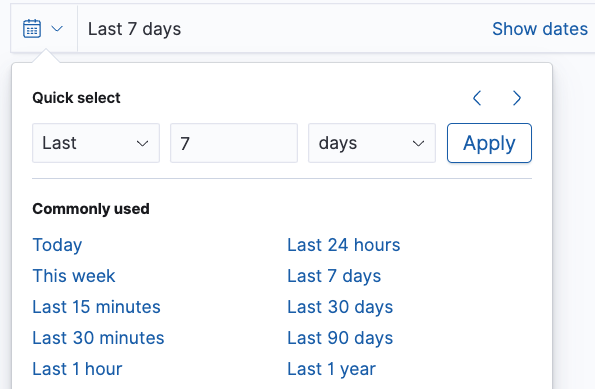 Last 7 days Show dates
Quick select
Last 7 days Apply
Commonly used
Today Last 24 hours
This week Last 7 days
Last 15 minutes Last 30 days
Last 30 minutes Last 90 days
Last 1 hour Last 1 year